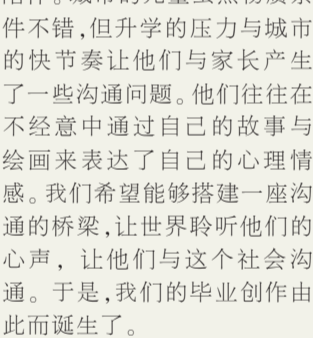 件不错,但升学的压力与城市
的快节奏让他们与家长产生
了一些沟通问题。他们往往在
不经意中通过自己的故事与
绘画来表达了自己的心理情
感。我们希望能够搭建一座沟
通的桥梁,让世界聆听他们的
心声，让他们与这个社会沟
通。于是,我们的毕业创作由
此而诞生了。